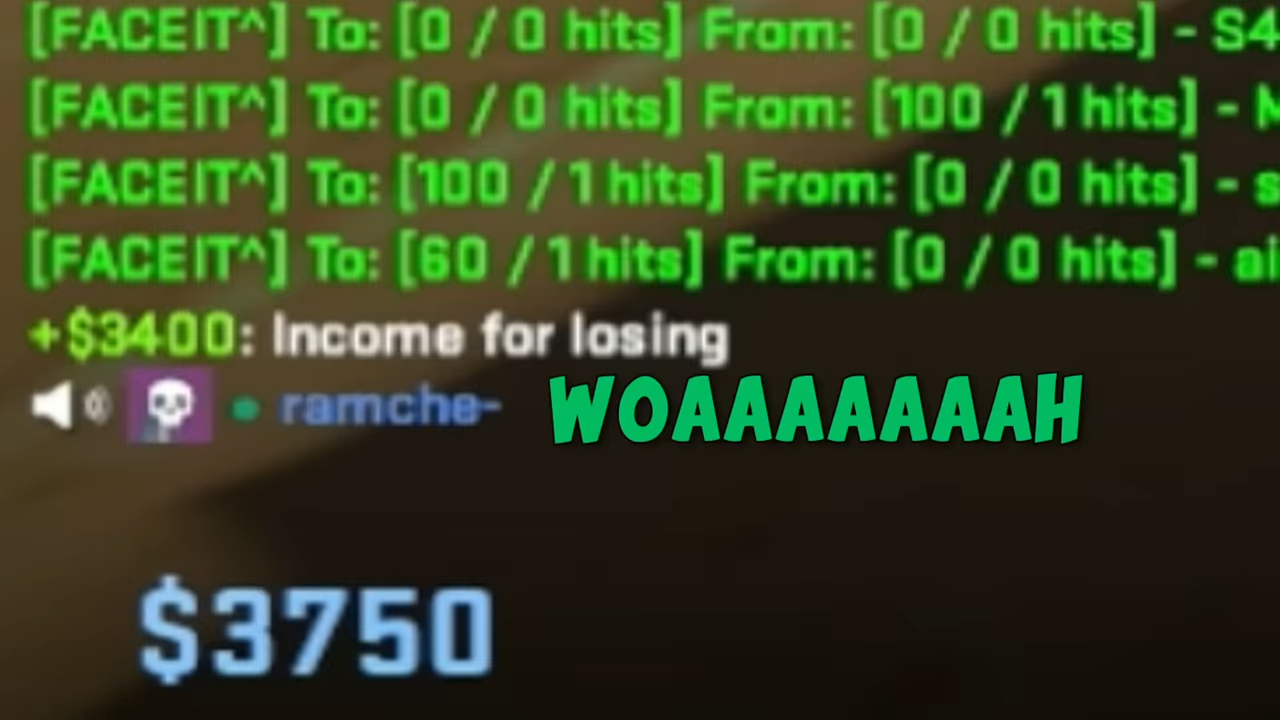 [FACEIT^] To: [0 / 0 hits] From: [0 / 0 hits] - S4
[FACEIT^] To: [0 / 0 hits] From: [100 / 1 hits] - M
[FACEIT^] To: [100 / 1 hits] From: [0 / 0 hits] - s
[FACEIT^] To: [60 / 1 hits] From: [0 / 0 hits] - ai
+$3400: Income for losing
ramche- WOAAAAAAAH
$3750